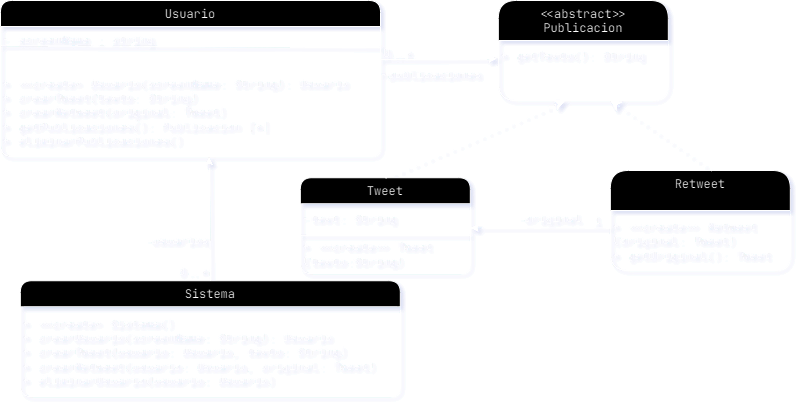 Usuario
- screenName : String
+ <<create> Usuario(screenName: String): Usuario
+ crearTweet(texto: String)
+ crearRetweet(original: Tweet)
+ getPublicaciones(): Publicacion [*]
+ eliminarPublicaciones()
<<abstract>>
Publicacion
+ getTexto(): String
0..*
-publicaciones
Tweet
- text: String
+ <<create>> Tweet
(texto String)
Retweet
+ <<create>> Retweet
(original: Tweet)
+ getOriginal(): Tweet
-original 1
-usuarios
0..*
Sistema
+ <<create> Sistema()
+ crearUsuario(screenName: String): Usuario
+ crearTweet(usuario: Usuario, texto: String)
+ crearRetweet(usuario: Usuario, original: Tweet)
+ eliminarUsuario(usuario: Usuario)